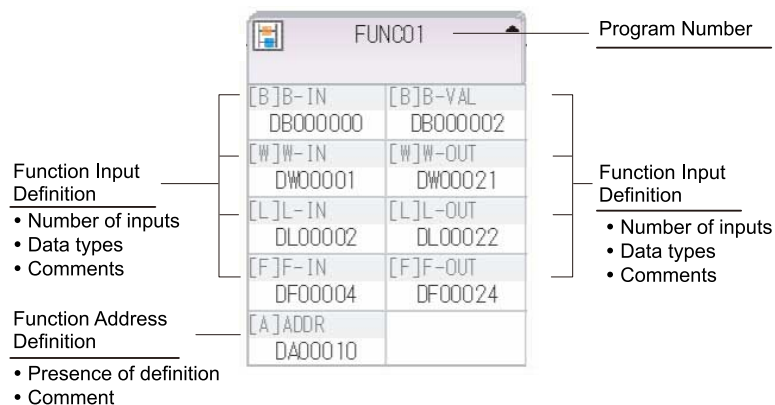 FUNC01
Program Number
[B]B-IN
[B]B-VAL
DB000000
DB000002
[W]W-IN
[W]W-OUT
DW00001
DW00021
[L]L-IN
[L]L-OUT
DL00002
DL00022
[F]F-IN
[F]F-OUT
DF00004
DF00024
[A]ADDR
DA00010
Function Input
Definition
• Number of inputs
• Data types
• Comments
Function Address
Definition
• Presence of definition
• Comment
Function Input
Definition
• Number of inputs
• Data types
• Comments